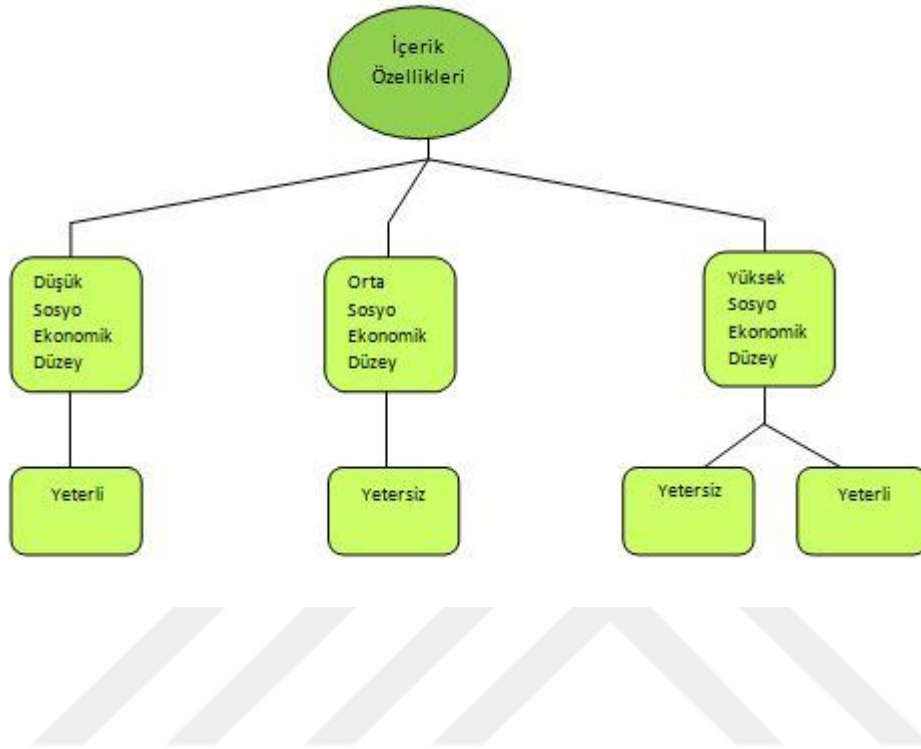 İçerik
Özellikleri
Düşük
Sosyo
Ekonomik
Düzey
Orta
Sosyo
Ekonomik
Düzey
Yüksek
Sosyo
Ekonomik
Düzey
Yeterli
Yetersiz
Yetersiz
Yeterli